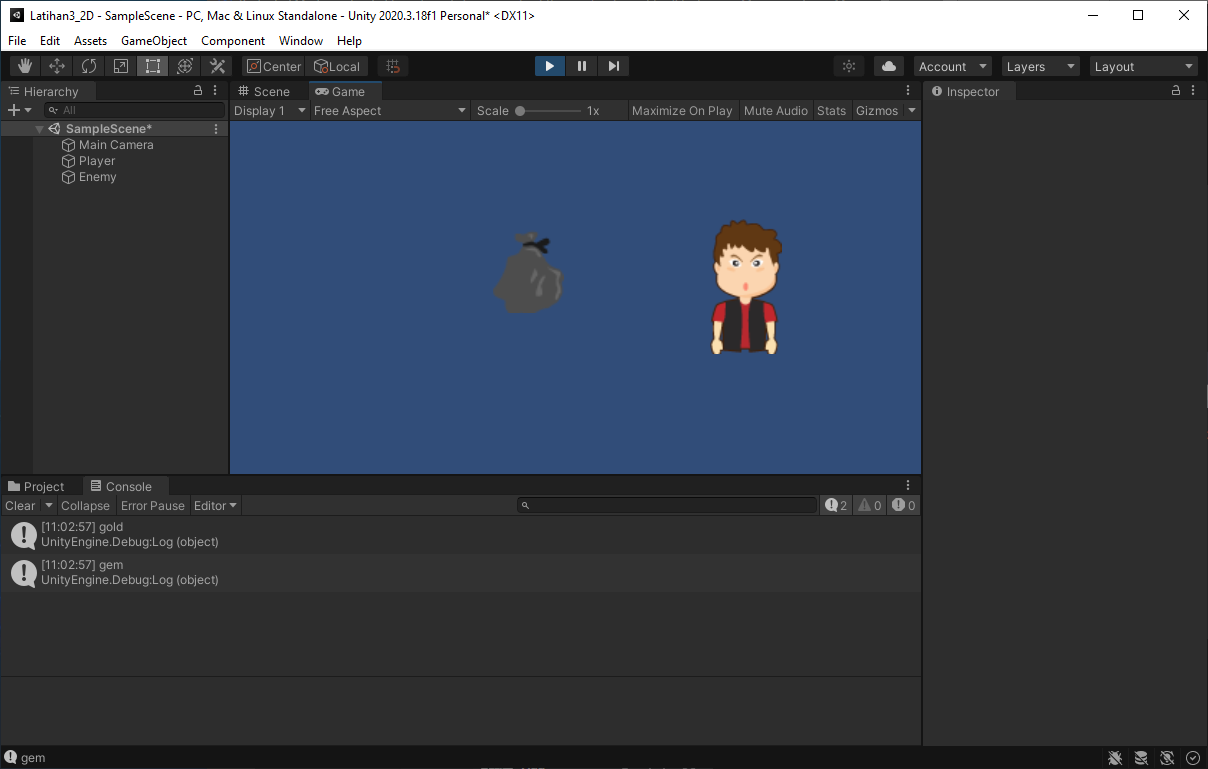 Latihan3_2D - SampleScene - PC, Mac & Linux Standalone - Unity 2020.3.18f1 Personal* <DX11>
File Edit Assets GameObject Component Window Help
Center Local Account Layers Layout
Hierarchy Scene Game Inspector
All Display 1 Free Aspect Scale 1x Maximize On Play Mute Audio Stats Gizmos
SampleScene*
Main Camera
Player
Enemy
Project Console
Clear Collapse Error Pause Editor 2 0 0
[11:02:57] gold
UnityEngine.Debug:Log (object)
[11:02:57] gem
UnityEngine.Debug:Log (object)
gem